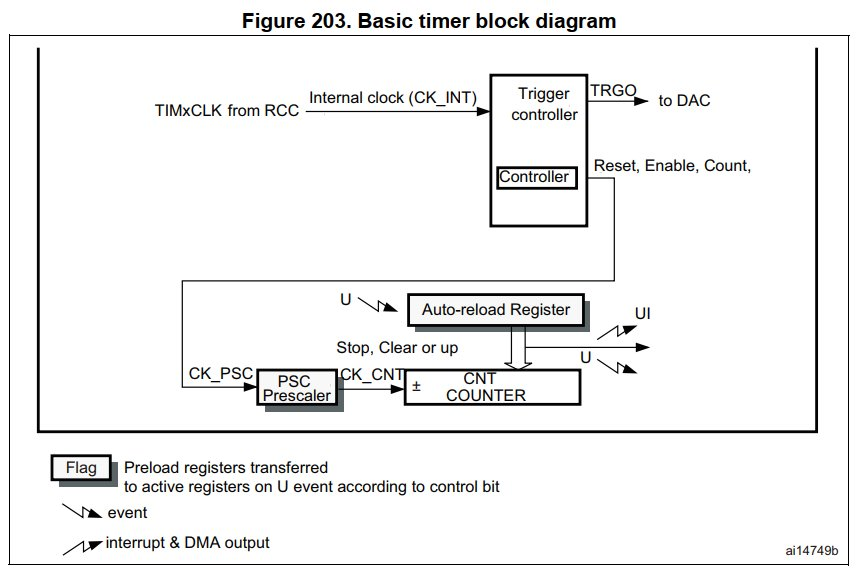 Figure 203. Basic timer block diagram
TIMxCLK from RCC
Internal clock (CK_INT)
Trigger
controller
TRGO
to DAC
Controller
Reset, Enable, Count,
U
Auto-reload Register
UI
Stop, Clear or up
U
CK_PSC
PSC
Prescaler
CK_CNT
±
CNT
COUNTER
Flag
Preload registers transferred
to active registers on U event according to control bit
event
interrupt & DMA output
ai14749b